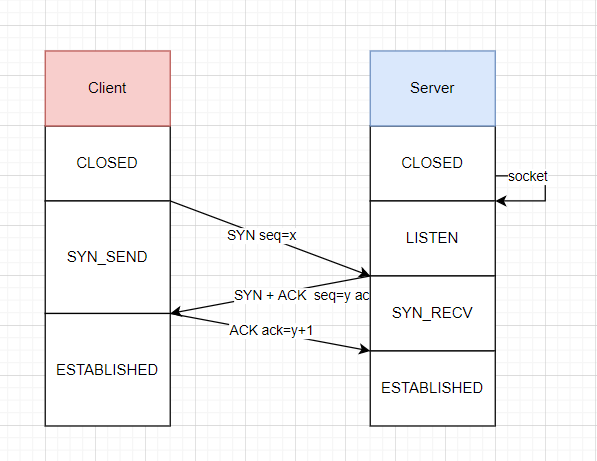 Client
Server
CLOSED
CLOSED
socket
SYN seq=x
LISTEN
SYN_SEND
SYN + ACK  seq=y ac
SYN_RECV
ACK ack=y+1
ESTABLISHED
ESTABLISHED